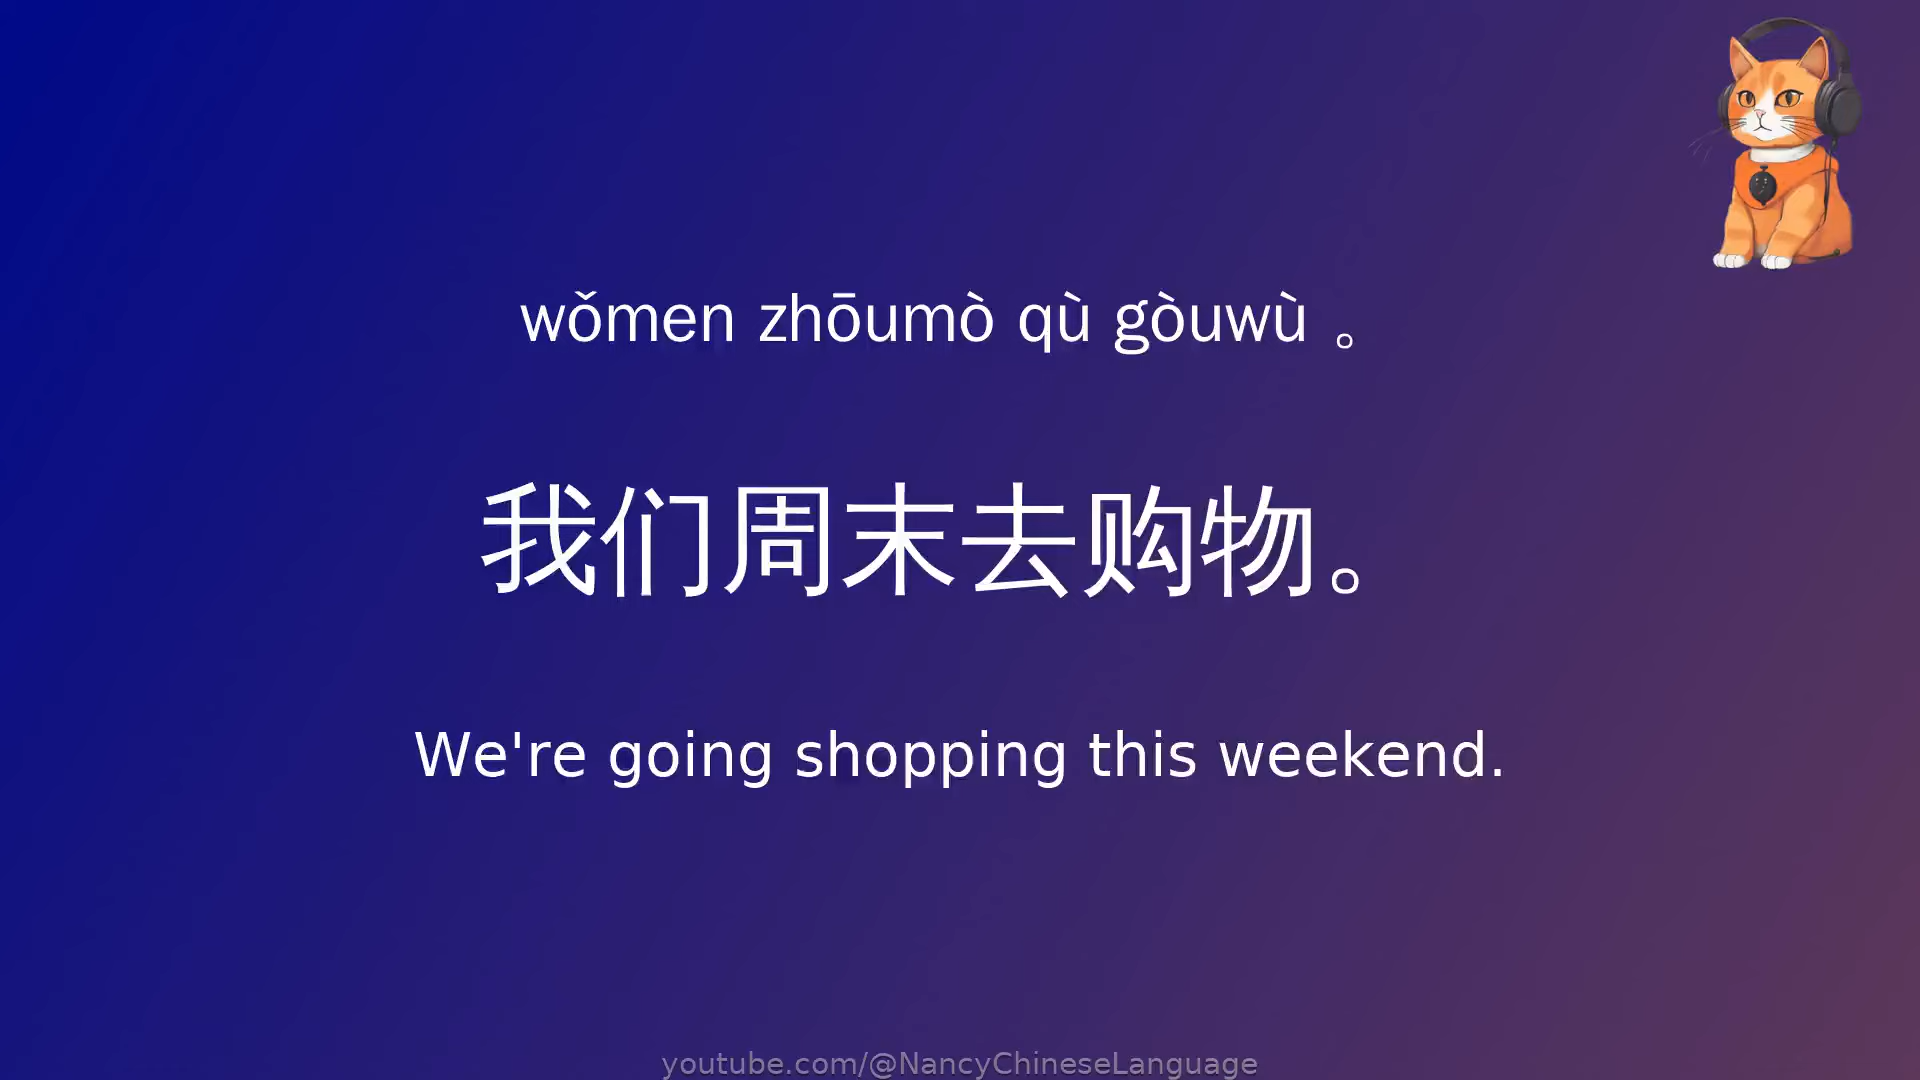 wǒmen zhōumò qù gòuwù 。
我们周末去购物。
We're going shopping this weekend.
youtube.com/@NancyChineseLanguage